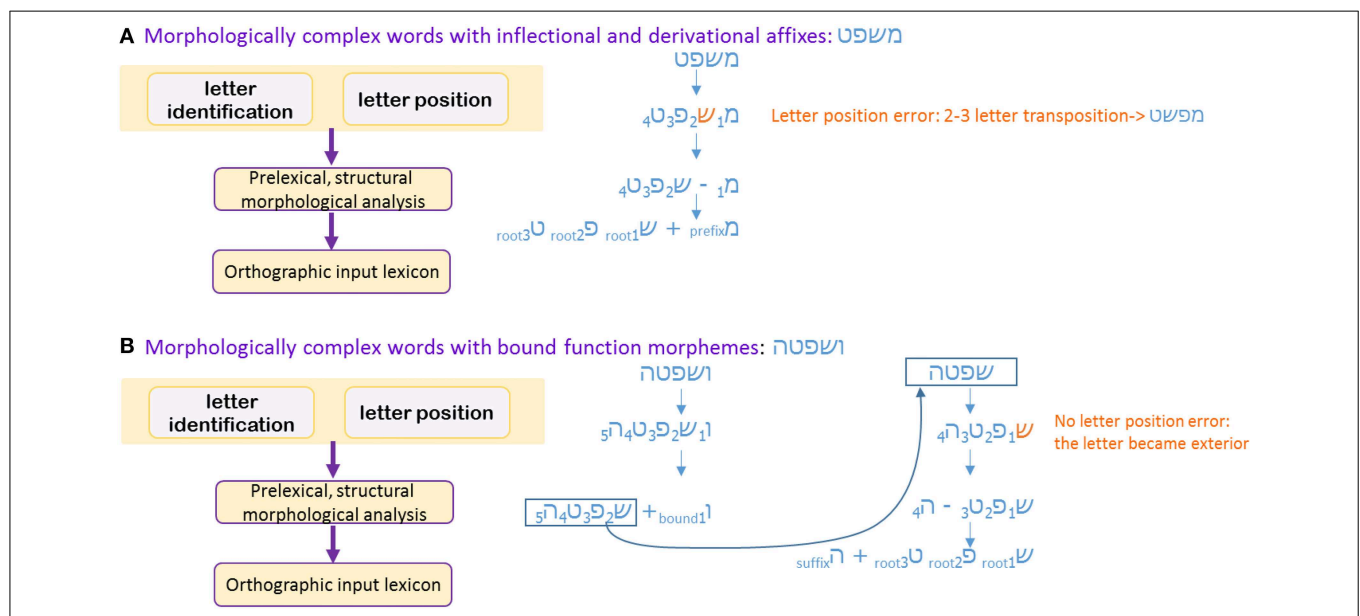 A Morphologically complex words with inflectional and derivational affixes: משפט
letter identification
letter position
Prelexical, structural morphological analysis
Orthographic input lexicon
משפט
מ₁ש₂פ₃ט₄
Letter position error: 2-3 letter transposition-> מפשט
מ₁ - ש₂פ₃ט₄
מprefix + שroot1 פroot2 טroot3
B Morphologically complex words with bound function morphemes: ושפטה
letter identification
letter position
Prelexical, structural morphological analysis
Orthographic input lexicon
ושפטה
ו₁ש₂פ₃ט₄ה₅
וbound1 + ש₂פ₃ט₄ה₅
שפטה
ש₁פ₂ט₃ה₄
No letter position error:
the letter became exterior
ש₁פ₂ט₃ - ה₄
שroot1 פroot2 טroot3 + הsuffix